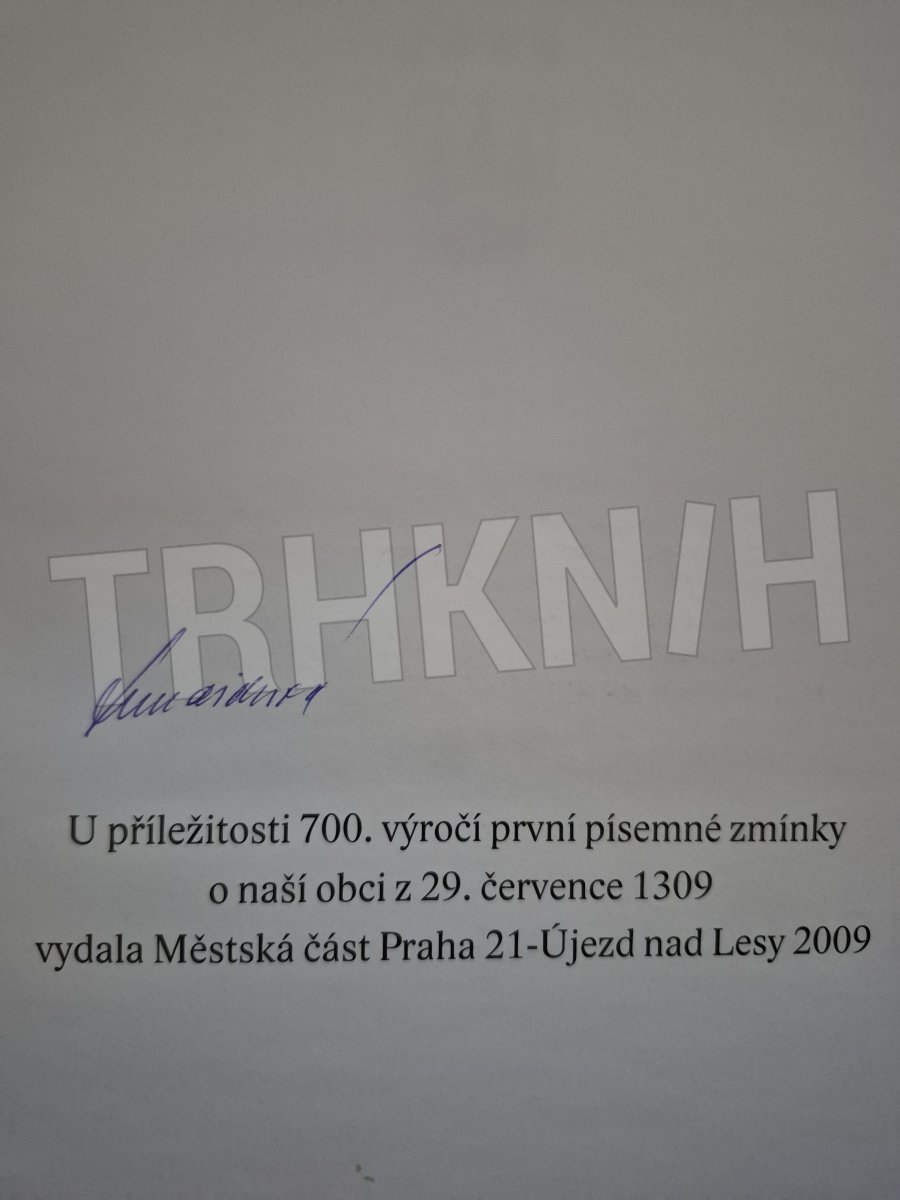 TRHKNIH
U příležitosti 700. výročí první písemné zmínky
o naší obci z 29. července 1309
vydala Městská část Praha 21-Újezd nad Lesy 2009